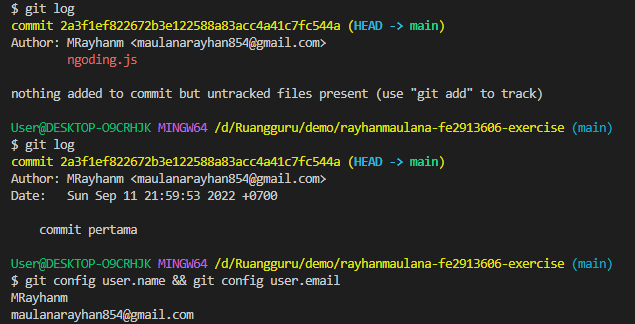 $ git log
commit 2a3f1ef822672b3e122588a83acc4a41c7fc544a (HEAD -> main)
Author: MRayhanm <maulanarayhan854@gmail.com>
ngoding.js
nothing added to commit but untracked files present (use "git add" to track)
User@DESKTOP-O9CRHJK MINGW64 /d/Ruangguru/demo/rayhanmaulana-fe2913606-exercise (main)
$ git log
commit 2a3f1ef822672b3e122588a83acc4a41c7fc544a (HEAD -> main)
Author: MRayhanm <maulanarayhan854@gmail.com>
Date:   Sun Sep 11 21:59:53 2022 +0700
commit pertama
User@DESKTOP-O9CRHJK MINGW64 /d/Ruangguru/demo/rayhanmaulana-fe2913606-exercise (main)
$ git config user.name && git config user.email
MRayhanm
maulanarayhan854@gmail.com